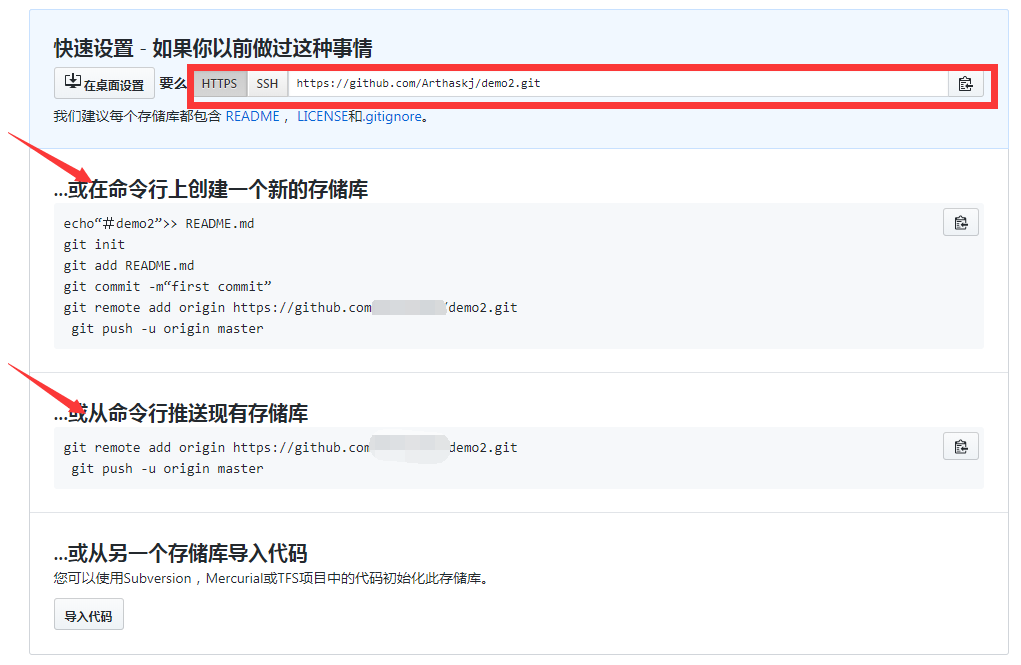 快速设置 - 如果你以前做过这种事情
在桌面设置 要么 HTTPS SSH https://github.com/Arthaskj/demo2.git
我们建议每个存储库都包含 README ，LICENSE和.gitignore。
...或在命令行上创建一个新的存储库
echo“＃demo2”>> README.md
git init
git add README.md
git commit -m“first commit”
git remote add origin https://github.com /demo2.git
git push -u origin master
...或从命令行推送现有存储库
git remote add origin https://github.com demo2.git
git push -u origin master
...或从另一个存储库导入代码
您可以使用Subversion，Mercurial或TFS项目中的代码初始化此存储库。
导入代码